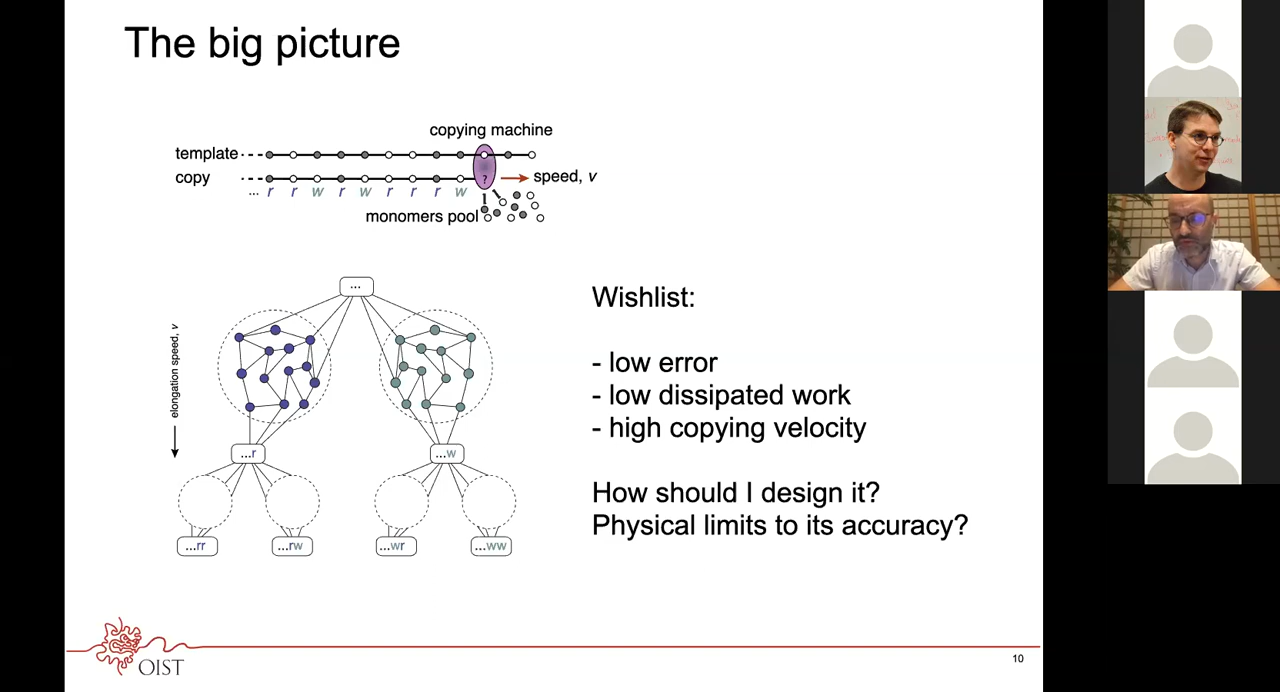 The big picture
copying machine
template
copy
speed, v
... r r w r w r r r w
?
monomers pool
...
elongation speed, v
Wishlist:
- low error
- low dissipated work
- high copying velocity
How should I design it?
Physical limits to its accuracy?
...r
...w
...rr
...rw
...wr
...ww
OIST
10